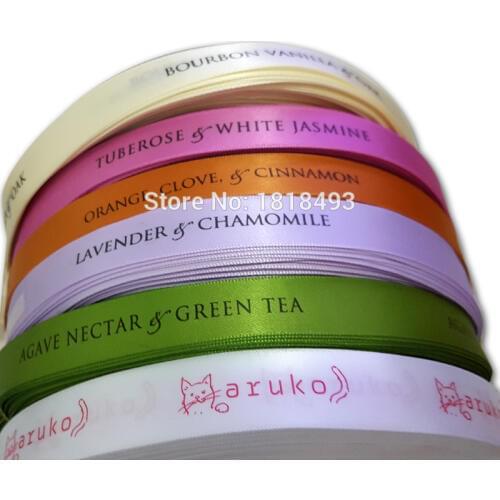 BOURBON VANILLA &
& OAK
TUBEROSE & WHITE JASMINE
ORANGE, CLOVE, & CINNAMON
Store No: 1818493
LAVENDER & CHAMOMILE
AGAVE NECTAR & GREEN TEA
aruko aruko aruko